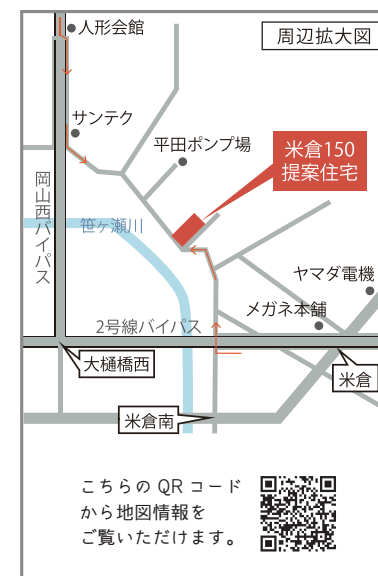 人形会館
周辺拡大図
サンテク
平田ポンプ場
米倉150
提案住宅
岡山西バイパス
笹ヶ瀬川
ヤマダ電機
メガネ本舗
2号線バイパス
大樋橋西
米倉
米倉南
こちらの QR コード
から地図情報を
ご覧いただけます。